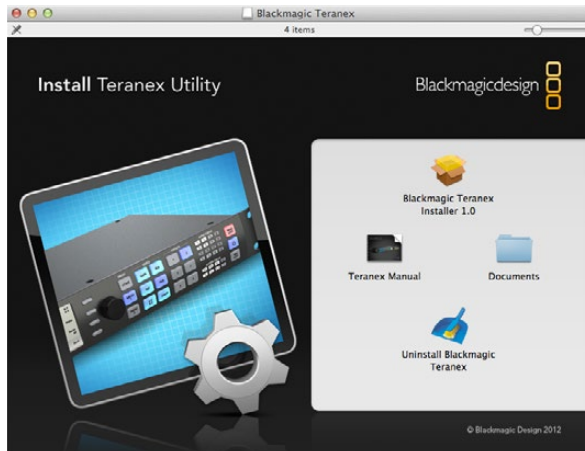 Blackmagic Teranex
4 items
Install Teranex Utility
Blackmagicdesign
Blackmagic Teranex
Installer 1.0
Teranex Manual
Documents
Uninstall Blackmagic
Teranex
© Blackmagic Design 2012